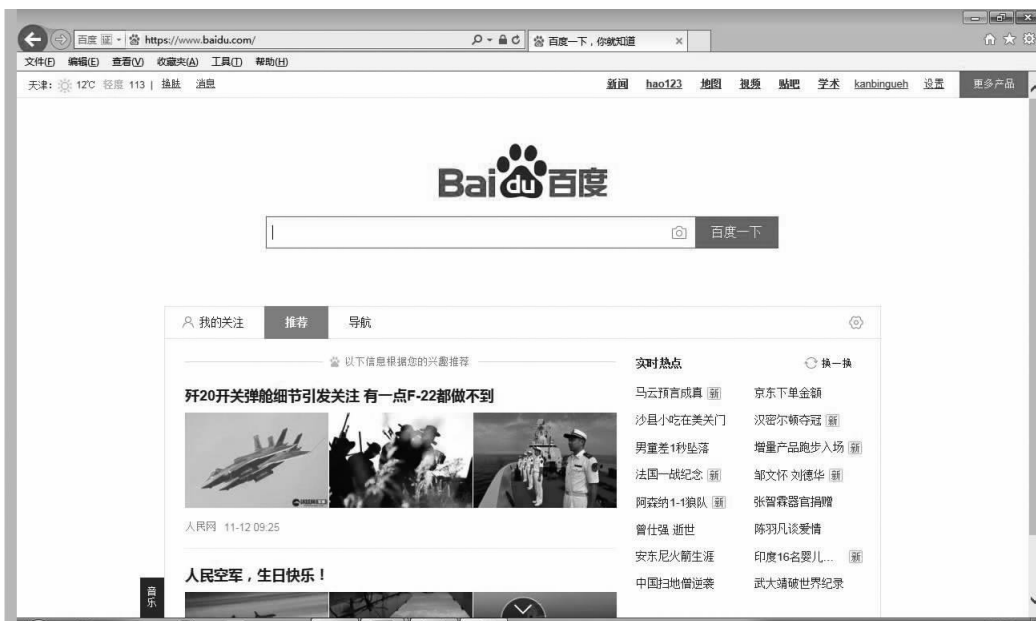 百度 证 https://www.baidu.com/ 百度一下，你就知道
文件(F) 编辑(E) 查看(V) 收藏夹(A) 工具(T) 帮助(H)
天津: 12℃ 轻度 113 | 换肤 消息 新闻 hao123 地图 视频 贴吧 学术 kanbingueh 设置 更多产品
Bai du 百度
百度一下
我的关注 推荐 导航
以下信息根据您的兴趣推荐
歼20开关弹舱细节引发关注 有一点F-22都做不到
人民网 11-12 09:25
人民空军，生日快乐！
音乐
实时热点 换一换
马云预言成真 新 京东下单金额
沙县小吃在美关门 汉密尔顿夺冠 新
男童差1秒坠落 增量产品跑步入场 新
法国一战纪念 新 邹文怀 刘德华 新
阿森纳1-1狼队 新 张智霖器官捐赠
曾仕强 逝世 陈羽凡谈爱情
安东尼火箭生涯 印度16名婴儿... 新
中国扫地僧逆袭 武大靖破世界纪录